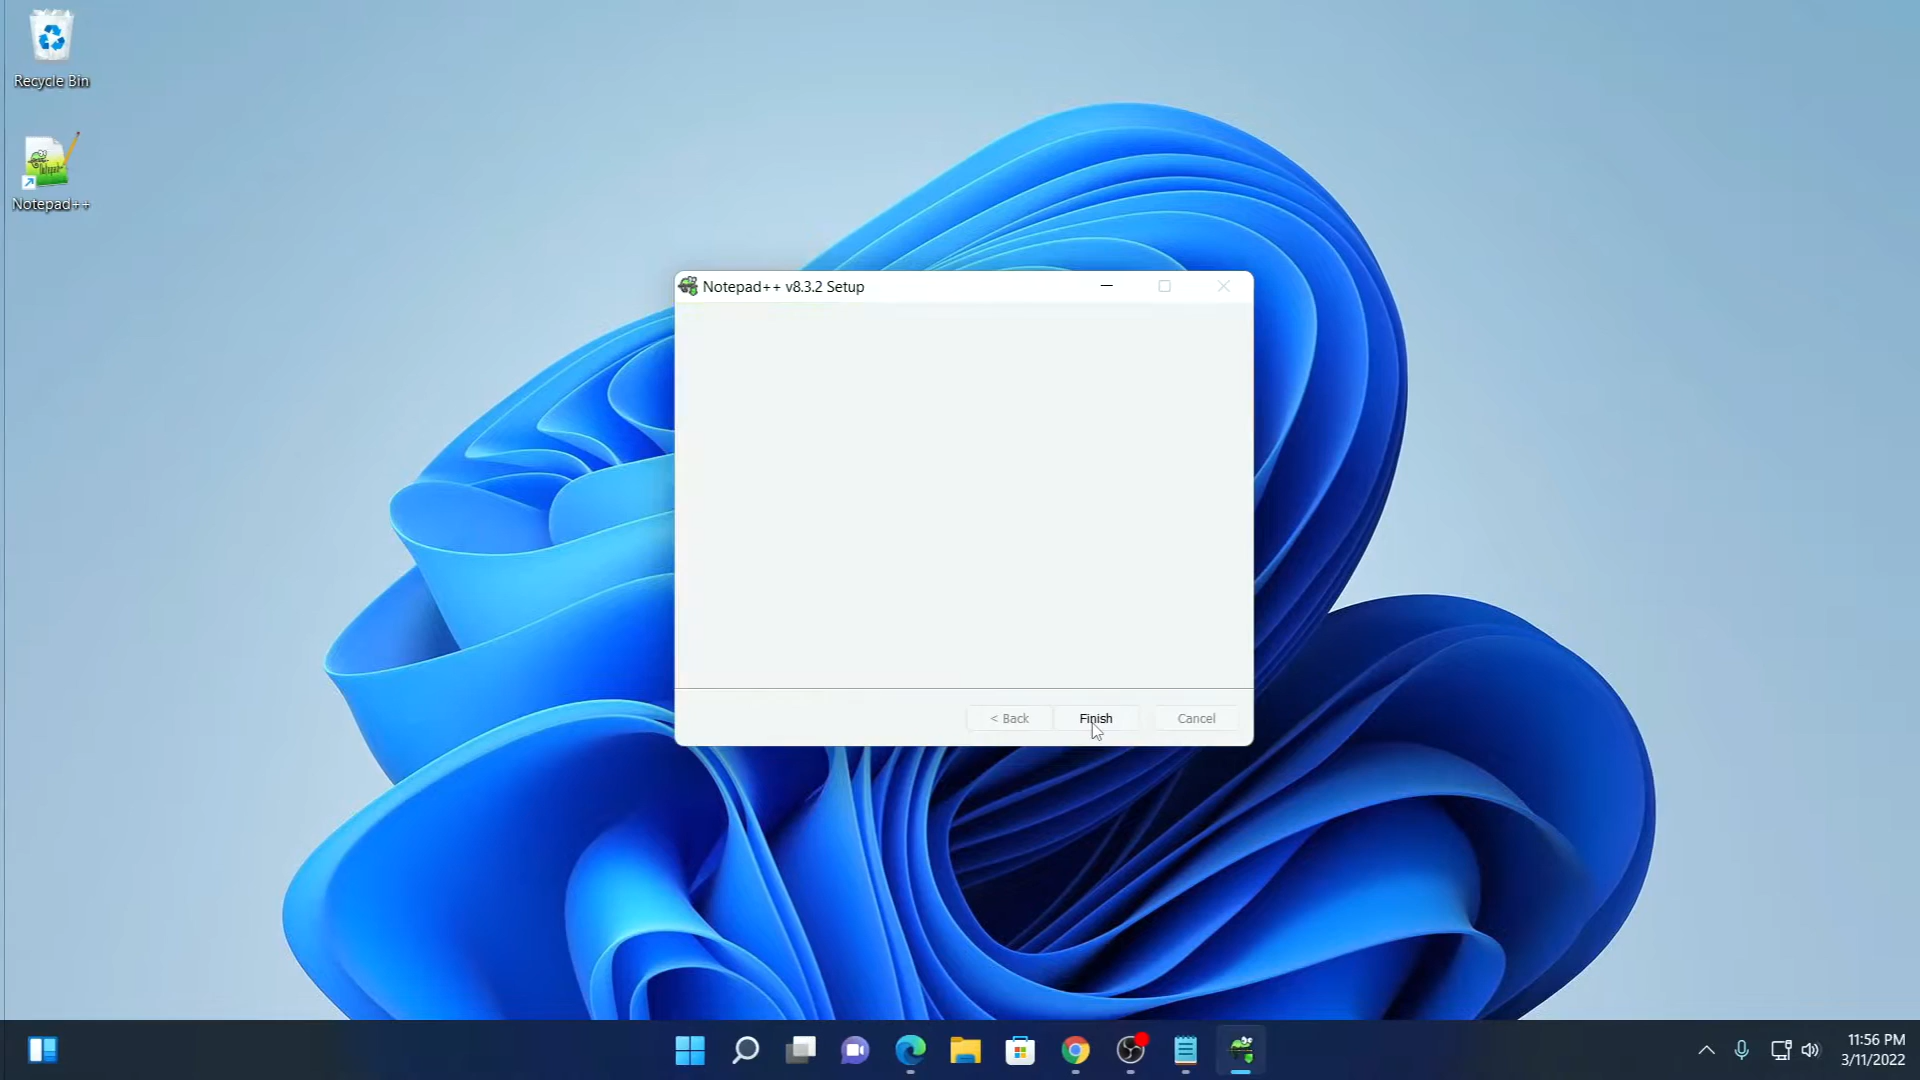 Recycle Bin
Notepad++
Notepad++ v8.3.2 Setup
< Back
Finish
Cancel
11:56 PM
3/11/2022